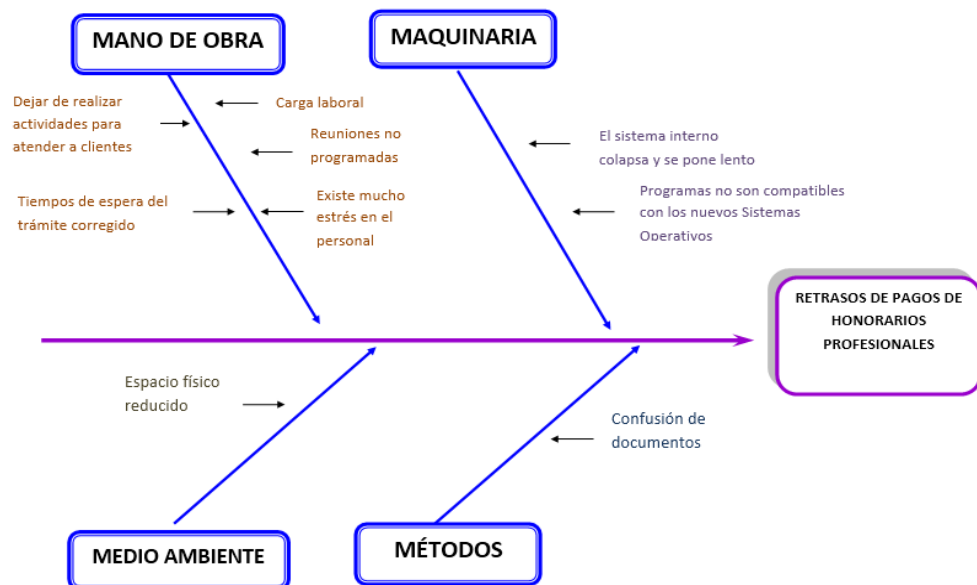 MANO DE OBRA
MAQUINARIA
Dejar de realizar
actividades para
atender a clientes
Carga laboral
Reuniones no
programadas
Tiempos de espera del
trámite corregido
Existe mucho
estrés en el
personal
El sistema interno
colapsa y se pone lento
Programas no son compatibles
con los nuevos Sistemas
Operativos
RETRASOS DE PAGOS DE
HONORARIOS
PROFESIONALES
Espacio físico
reducido
Confusión de
documentos
MEDIO AMBIENTE
MÉTODOS